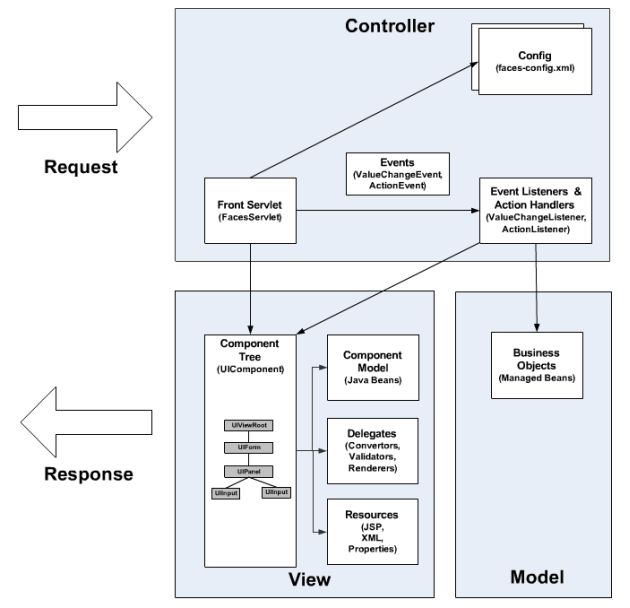 Controller
Config
(faces-config.xml)
Request
Events
(ValueChangeEvent,
ActionEvent)
Front Servlet
(FacesServlet)
Event Listeners &
Action Handlers
(ValueChangeListener,
ActionListener)
Component
Tree
(UIComponent)
UIViewRoot
UIForm
UIPanel
UIInput
UIInput
Component
Model
(Java Beans)
Delegates
(Convertors,
Validators,
Renderers)
Resources
(JSP,
XML,
Properties)
View
Business
Objects
(Managed Beans)
Model
Response